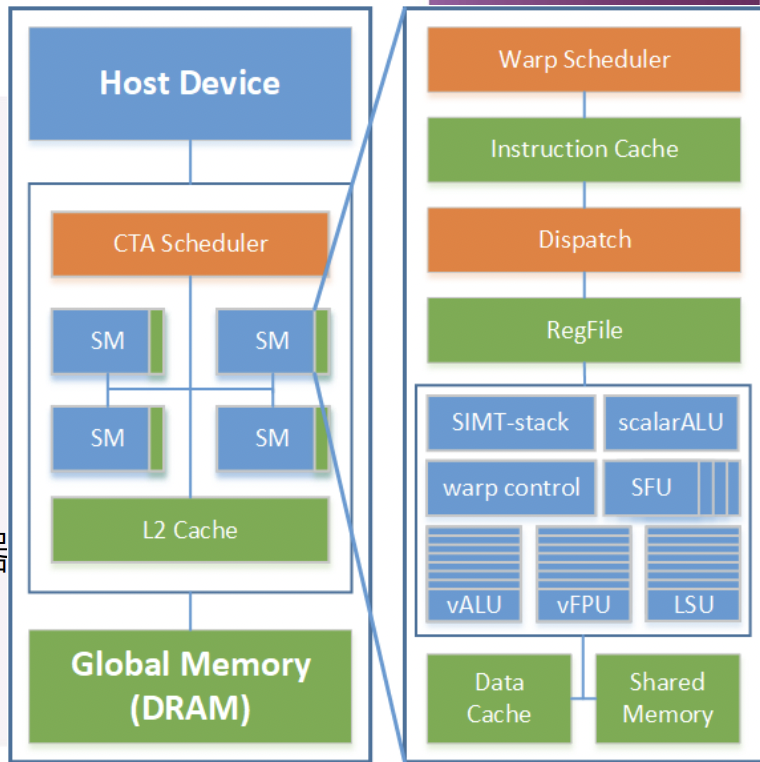 Host Device
CTA Scheduler
SM
SM
SM
SM
L2 Cache
Global Memory
(DRAM)
Warp Scheduler
Instruction Cache
Dispatch
RegFile
SIMT-stack
scalarALU
warp control
SFU
vALU
vFPU
LSU
Data
Cache
Shared
Memory